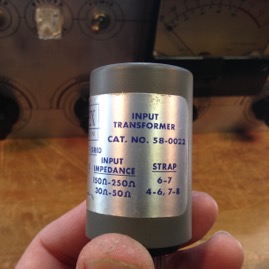 INPUT
TRANSFORMER
CAT. NO. 58-0022
INPUT
IMPEDANCE STRAP
150Ω-250Ω 6-7
30Ω-50Ω 4-6, 7-8